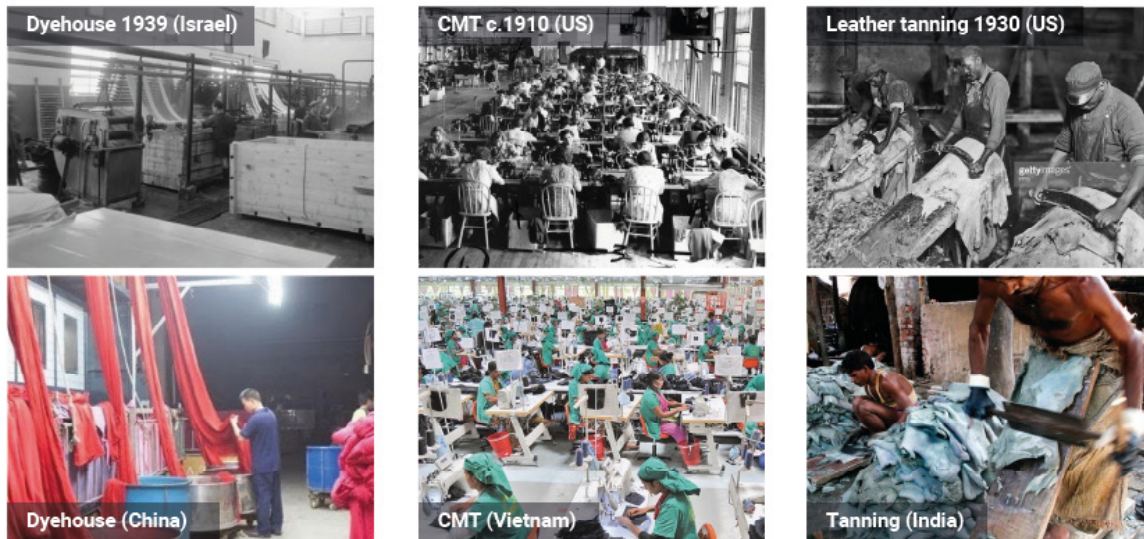 Dyehouse 1939 (Israel)
CMT c.1910 (US)
Leather tanning 1930 (US)
gettyimages
Dyehouse (China)
CMT (Vietnam)
Tanning (India)